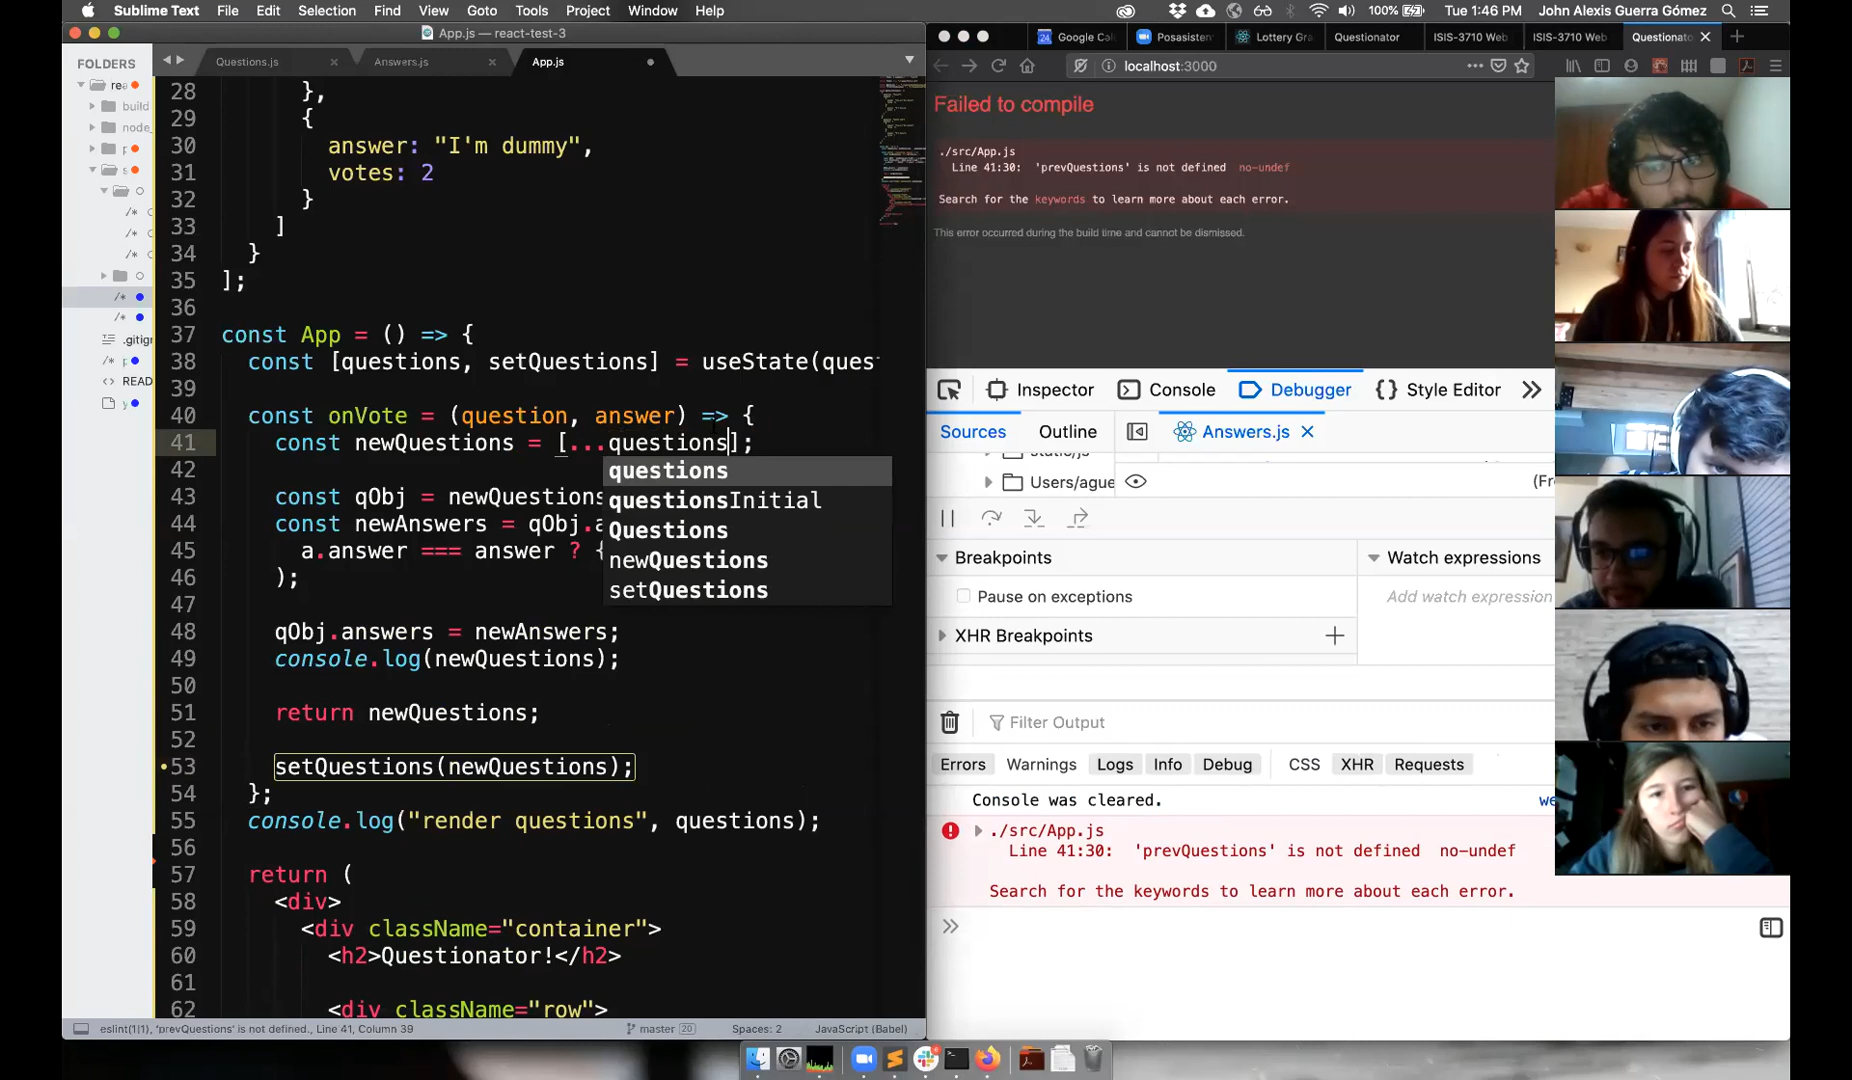 Sublime Text File Edit Selection Find View Goto Tools Project Window Help
100% Tue 1:46 PM John Alexis Guerra Gómez
App.js — react-test-3
FOLDERS
rea
build
node_
p
s
/*
/*
/*
/*
/*
.gitign
READ
Questions.js
Answers.js
App.js
28 },
29 {
30 answer: "I'm dummy",
31 votes: 2
32 }
33 ]
34 }
35 ];
36
37 const App = () => {
38 const [questions, setQuestions] = useState(quest
39
40 const onVote = (question, answer) => {
41 const newQuestions = [...questions];
42
43 const qObj = newQuestions
44 const newAnswers = qObj.a
45 a.answer === answer ? {
46 );
47
48 qObj.answers = newAnswers;
49 console.log(newQuestions);
50
51 return newQuestions;
52
53 setQuestions(newQuestions);
54 };
55 console.log("render questions", questions);
56
57 return (
58 <div>
59 <div className="container">
60 <h2>Questionator!</h2>
61
62 <div className="row">
questions
questionsInitial
Questions
newQuestions
setQuestions
eslint(1|1), 'prevQuestions' is not defined., Line 41, Column 39
master 20
Spaces: 2
JavaScript (Babel)
Google Cal
Posasistent
Lottery Gra
Questionator
ISIS-3710 Web
ISIS-3710 Web
Questionato
localhost:3000
Failed to compile
./src/App.js
Line 41:30: 'prevQuestions' is not defined no-undef
Search for the keywords to learn more about each error.
This error occurred during the build time and cannot be dismissed.
Inspector Console Debugger Style Editor
Sources Outline Answers.js
static/js
Users/ague
(Fr
Breakpoints
Pause on exceptions
XHR Breakpoints
Watch expressions
Add watch expression
Filter Output
Errors Warnings Logs Info Debug CSS XHR Requests
Console was cleared.
we
./src/App.js
Line 41:30: 'prevQuestions' is not defined no-undef
Search for the keywords to learn more about each error.